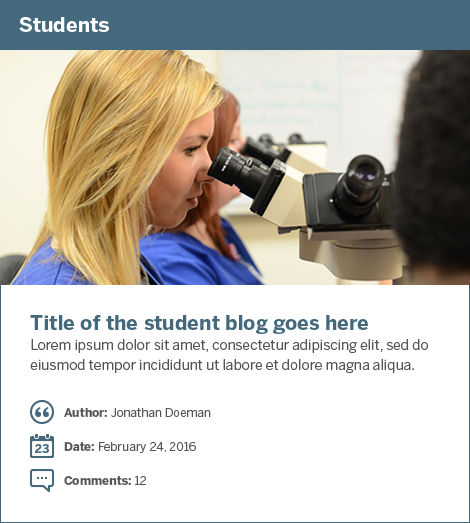 Students
Title of the student blog goes here
Lorem ipsum dolor sit amet, consectetur adipiscing elit, sed do
eiusmod tempor incididunt ut labore et dolore magna aliqua.
Author: Jonathan Doeman
23
Date: February 24, 2016
Comments: 12